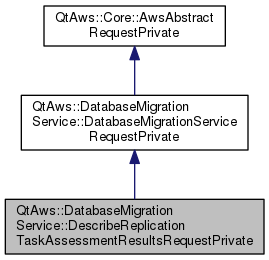 QtAws::Core::AwsAbstract
RequestPrivate
QtAws::DatabaseMigration
Service::DatabaseMigrationService
RequestPrivate
QtAws::DatabaseMigration
Service::DescribeReplication
TaskAssessmentResultsRequestPrivate